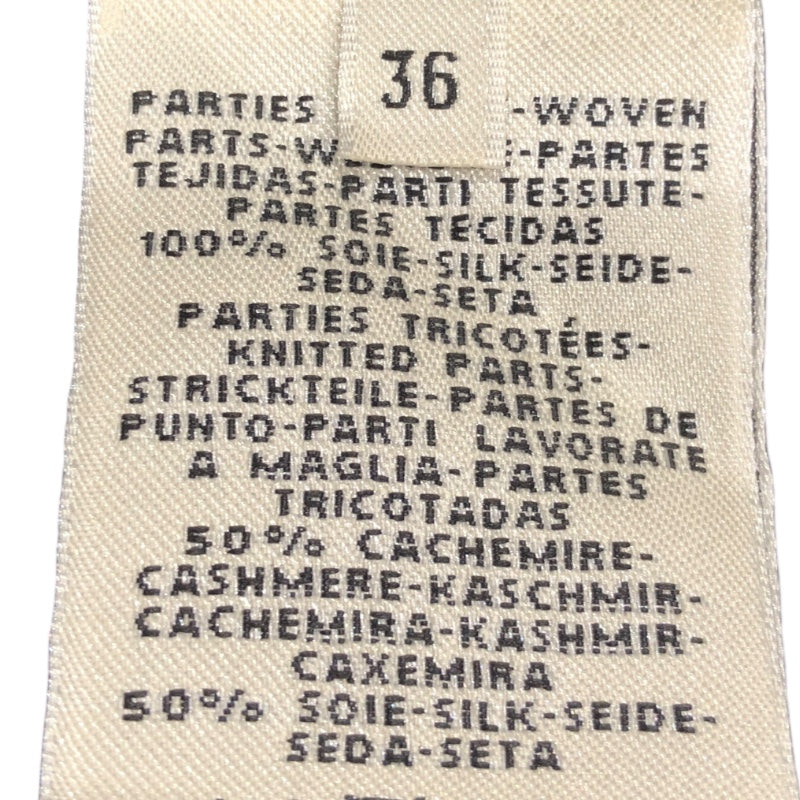 36
PARTIES -WOVEN
PARTS- -PARTES
TEJIDAS-PARTI TESSUTE-
PARTES TECIDAS
100% SOIE-SILK-SEIDE-
SEDA-SETA
PARTIES TRICOTÉES-
KNITTED PARTS-
STRICKTEILE-PARTES DE
PUNTO-PARTI LAVORATE
A MAGLIA-PARTES
TRICOTADAS
50% CACHEMIRE-
CASHMERE-KASCHMIR-
CACHEMIRA-KASHMIR-
CAXEMIRA
50% SOIE-SILK-SEIDE-
SEDA-SETA